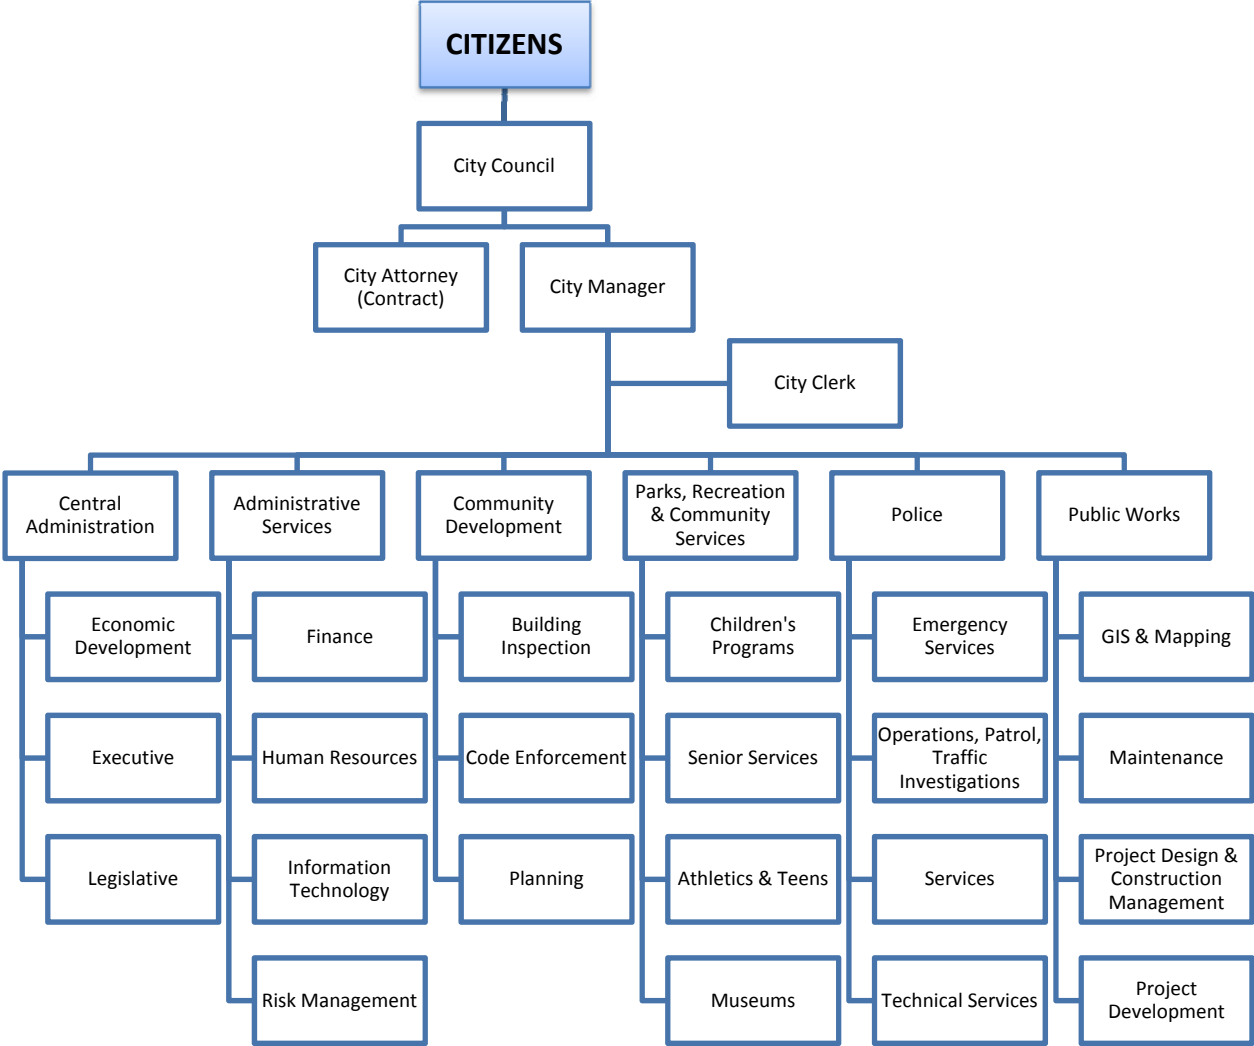 CITIZENS
City Council
City Attorney
(Contract)
City Manager
City Clerk
Central
Administration
Administrative
Services
Community
Development
Parks, Recreation
& Community
Services
Police
Public Works
Economic
Development
Finance
Building
Inspection
Children's
Programs
Emergency
Services
GIS & Mapping
Executive
Human Resources
Code Enforcement
Senior Services
Operations, Patrol,
Traffic
Investigations
Maintenance
Legislative
Information
Technology
Planning
Athletics & Teens
Services
Project Design &
Construction
Management
Risk Management
Museums
Technical Services
Project
Development